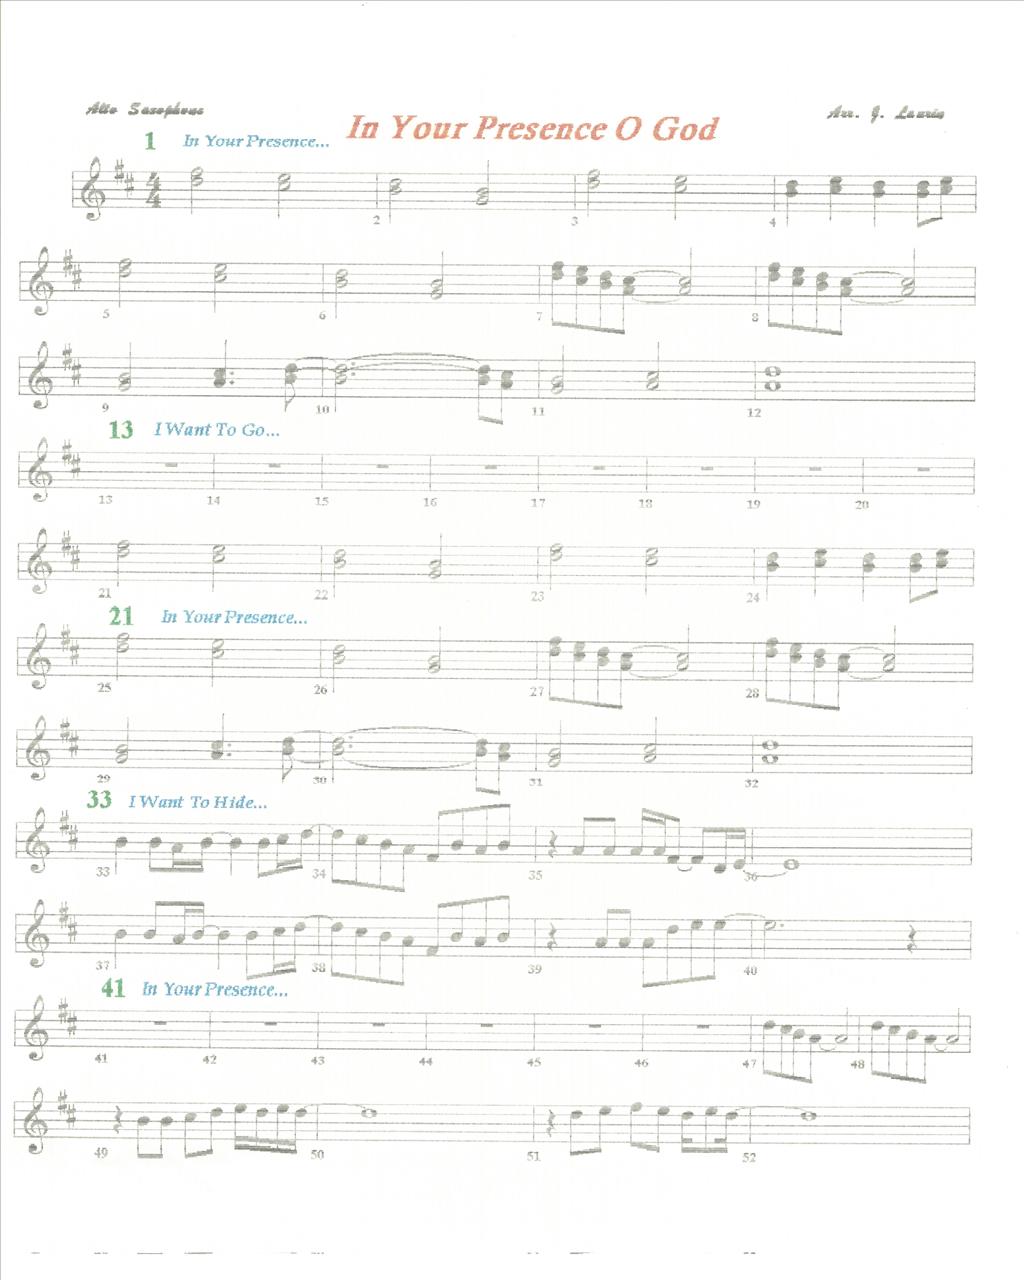 Alto Saxophone
Arr. J. Laurin
In Your Presence O God
1 In Your Presence...
2 3 4
5 6 7 8
9 10 11 12
13 I Want To Go...
13 14 15 16 17 18 19 20
21 22 23 24
21 In Your Presence...
25 26 27 28
29 30 31 32
33 I Want To Hide...
33 34 35 36
37 38 39 40
41 In Your Presence...
41 42 43 44 45 46 47 48
49 50 51 52